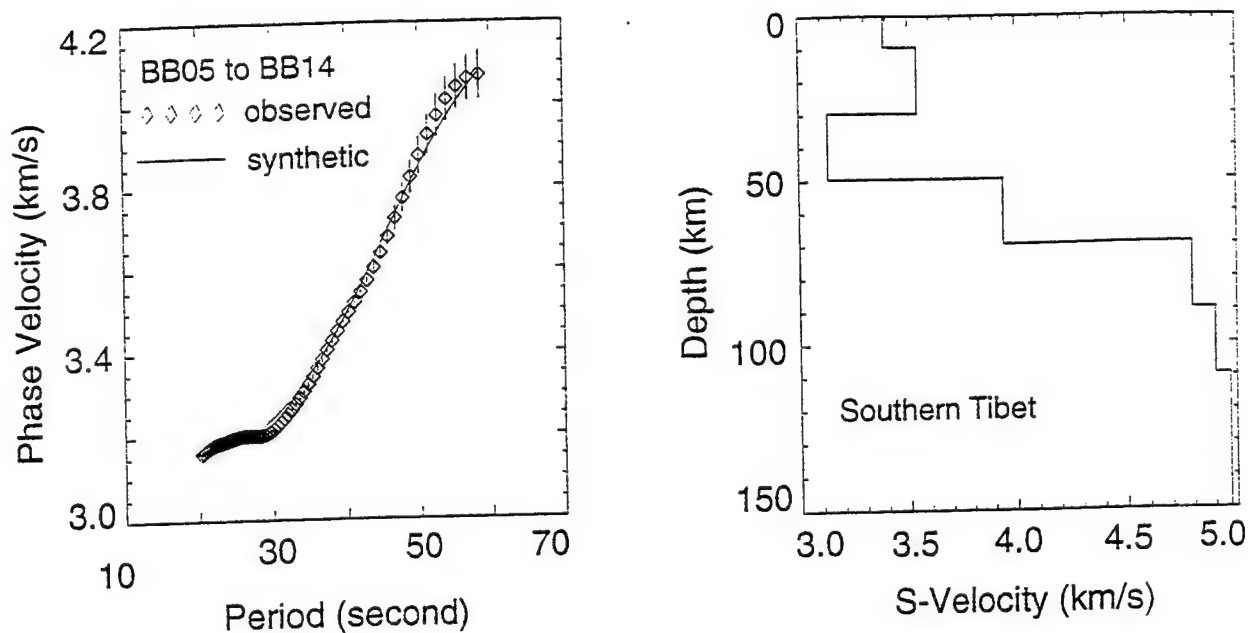 4.2
3.8
3.4
3.0
Phase Velocity (km/s)
BB05 to BB14
observed
synthetic
10
30
50
70
Period (second)
0
50
100
150
Depth (km)
Southern Tibet
3.0
3.5
4.0
4.5
5.0
S-Velocity (km/s)